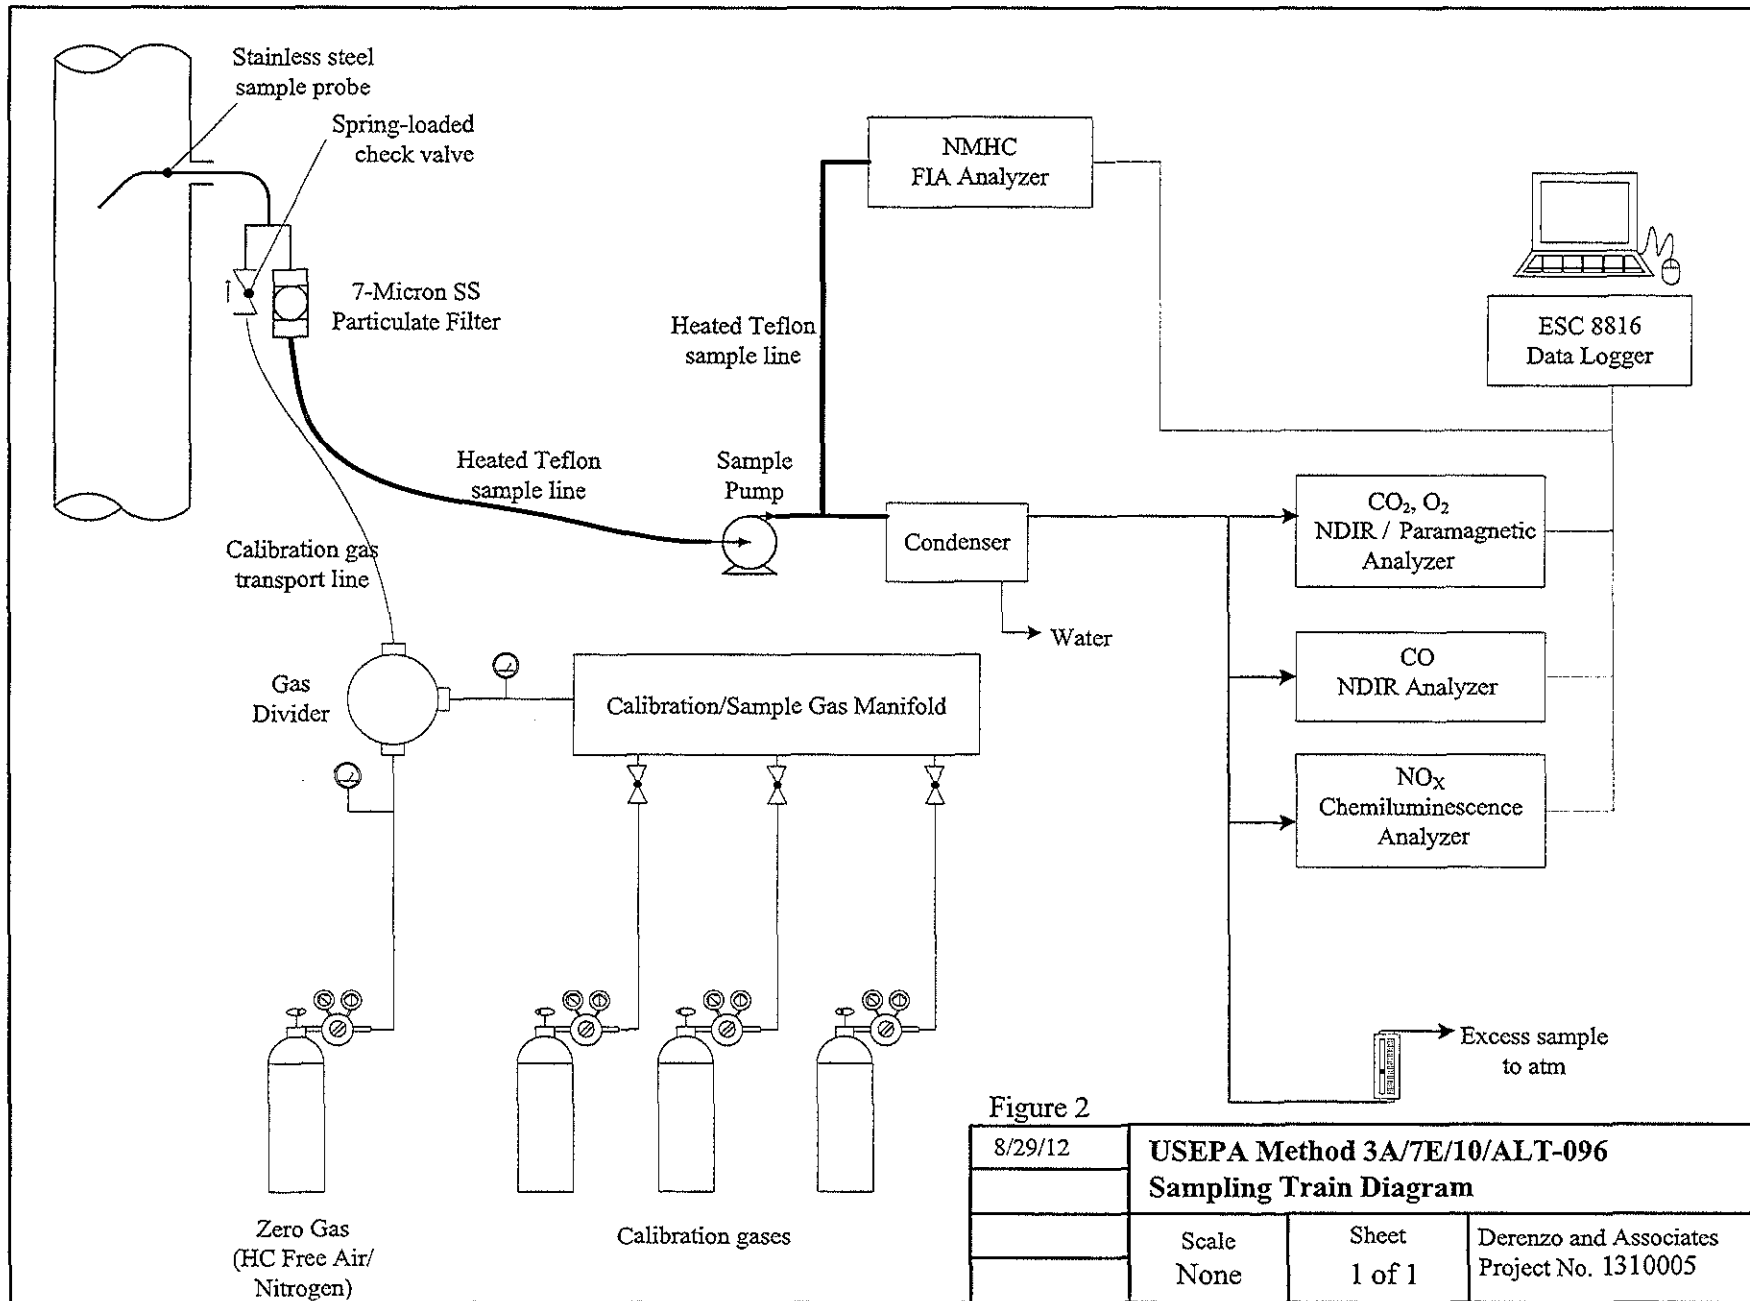 Stainless steel
sample probe
Spring-loaded
check valve
7-Micron SS
Particulate Filter
NMHC
FIA Analyzer
ESC 8816
Data Logger
Heated Teflon
sample line
Heated Teflon
sample line
Sample
Pump
Condenser
CO₂, O₂
NDIR / Paramagnetic
Analyzer
Calibration gas
transport line
Water
CO
NDIR Analyzer
Gas
Divider
Calibration/Sample Gas Manifold
NOX
Chemiluminescence
Analyzer
Excess sample
to atm
Zero Gas
(HC Free Air/
Nitrogen)
Calibration gases
Figure 2
8/29/12
USEPA Method 3A/7E/10/ALT-096
Sampling Train Diagram
Scale
None
Sheet
1 of 1
Derenzo and Associates
Project No. 1310005